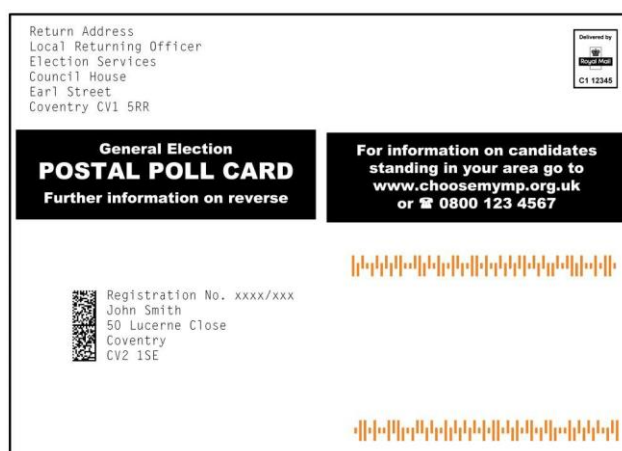 Return Address
Local Returning Officer
Election Services
Council House
Earl Street
Coventry CV1 5RR
Delivered by
Royal Mail
C1 12345
General Election
POSTAL POLL CARD
Further information on reverse
For information on candidates
standing in your area go to
www.choosemymp.org.uk
or ☎ 0800 123 4567
Registration No. xxxx/xxx
John Smith
50 Lucerne Close
Coventry
CV2 1SE